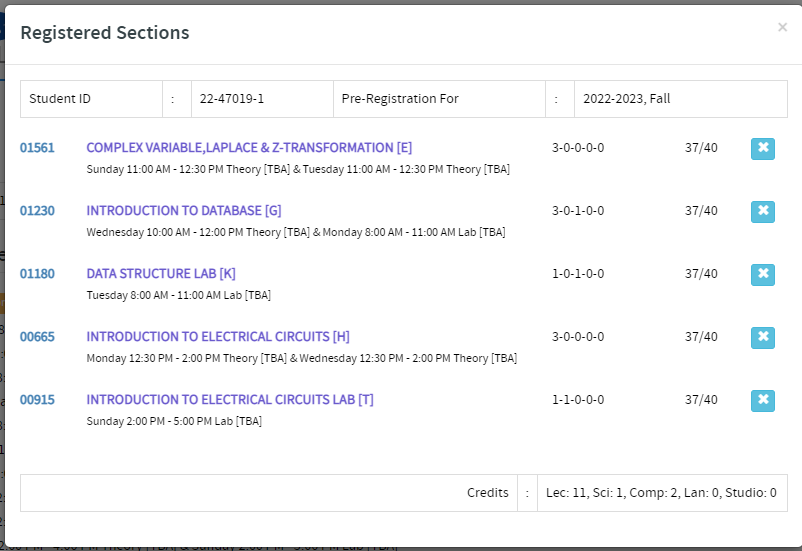 Registered Sections ×
Student ID : 22-47019-1 Pre-Registration For : 2022-2023, Fall
01561 COMPLEX VARIABLE,LAPLACE & Z-TRANSFORMATION [E] 3-0-0-0-0 37/40
Sunday 11:00 AM - 12:30 PM Theory [TBA] & Tuesday 11:00 AM - 12:30 PM Theory [TBA]
01230 INTRODUCTION TO DATABASE [G] 3-0-1-0-0 37/40
Wednesday 10:00 AM - 12:00 PM Theory [TBA] & Monday 8:00 AM - 11:00 AM Lab [TBA]
01180 DATA STRUCTURE LAB [K] 1-0-1-0-0 37/40
Tuesday 8:00 AM - 11:00 AM Lab [TBA]
00665 INTRODUCTION TO ELECTRICAL CIRCUITS [H] 3-0-0-0-0 37/40
Monday 12:30 PM - 2:00 PM Theory [TBA] & Wednesday 12:30 PM - 2:00 PM Theory [TBA]
00915 INTRODUCTION TO ELECTRICAL CIRCUITS LAB [T] 1-1-0-0-0 37/40
Sunday 2:00 PM - 5:00 PM Lab [TBA]
Credits : Lec: 11, Sci: 1, Comp: 2, Lan: 0, Studio: 0